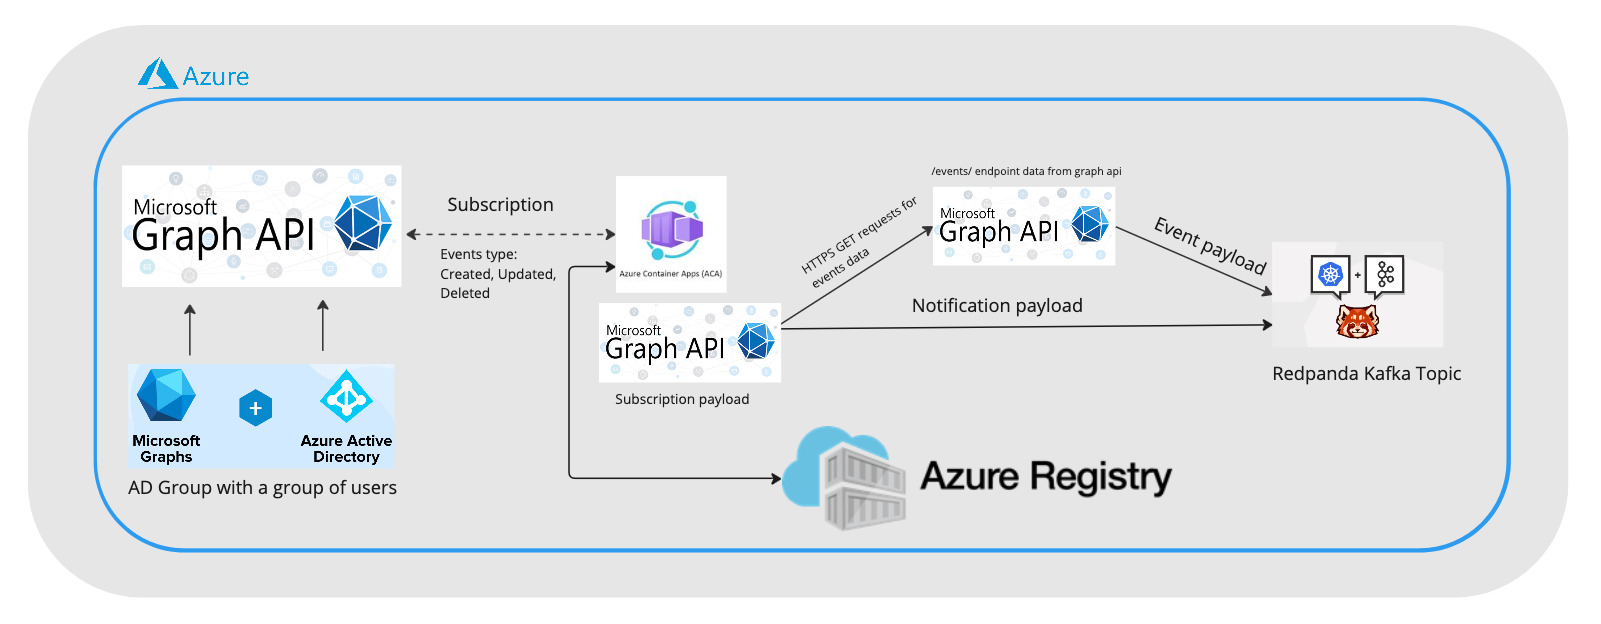 Azure
Microsoft
Graph API
Subscription
Events type:
Created, Updated,
Deleted
Azure Container Apps (ACA)
Microsoft
Graph API
Subscription payload
HTTPS GET requests for
events data
/events/ endpoint data from graph api
Microsoft
Graph API
Event payload
Notification payload
Redpanda Kafka Topic
Microsoft
Graphs
+
Azure Active
Directory
AD Group with a group of users
Azure Registry
+